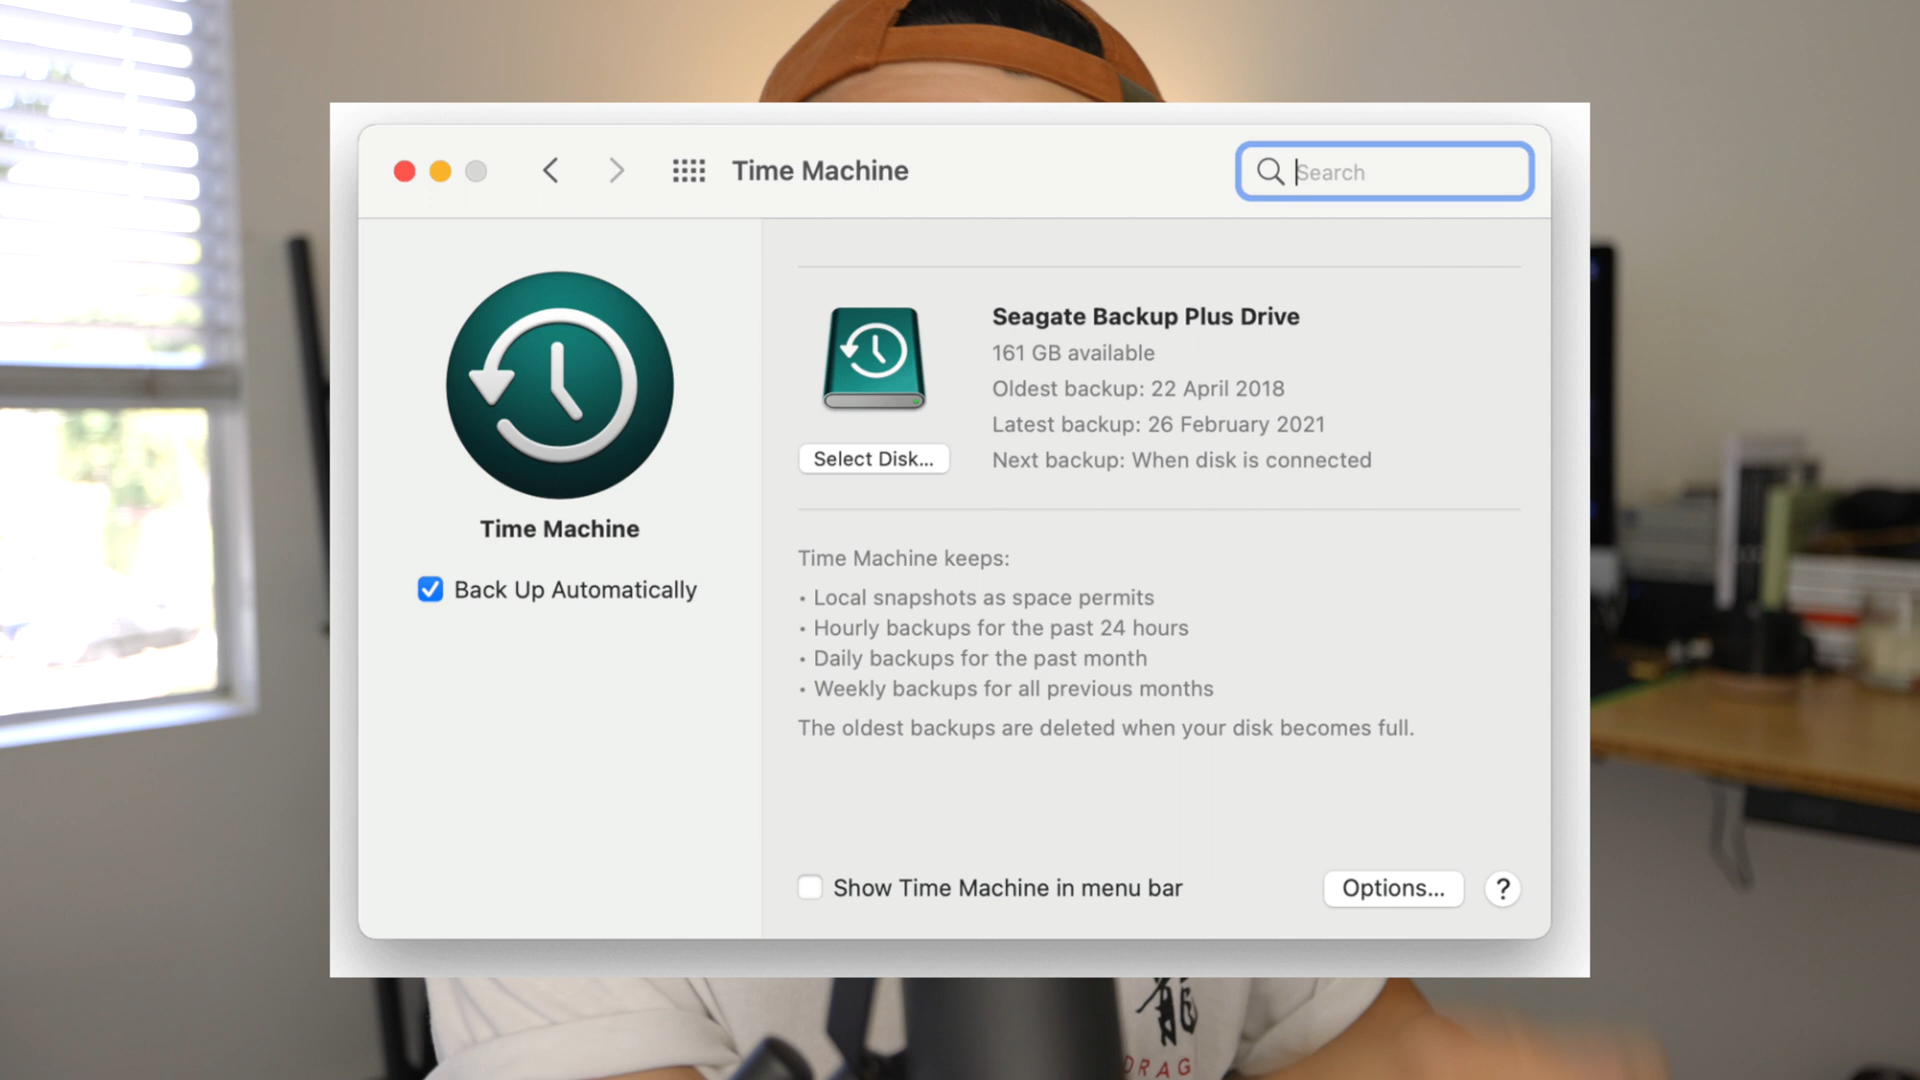 Time Machine
Search
Time Machine
Back Up Automatically
Seagate Backup Plus Drive
161 GB available
Oldest backup: 22 April 2018
Latest backup: 26 February 2021
Next backup: When disk is connected
Select Disk...
Time Machine keeps:
• Local snapshots as space permits
• Hourly backups for the past 24 hours
• Daily backups for the past month
• Weekly backups for all previous months
The oldest backups are deleted when your disk becomes full.
Show Time Machine in menu bar
Options...
?
龍
DRAG